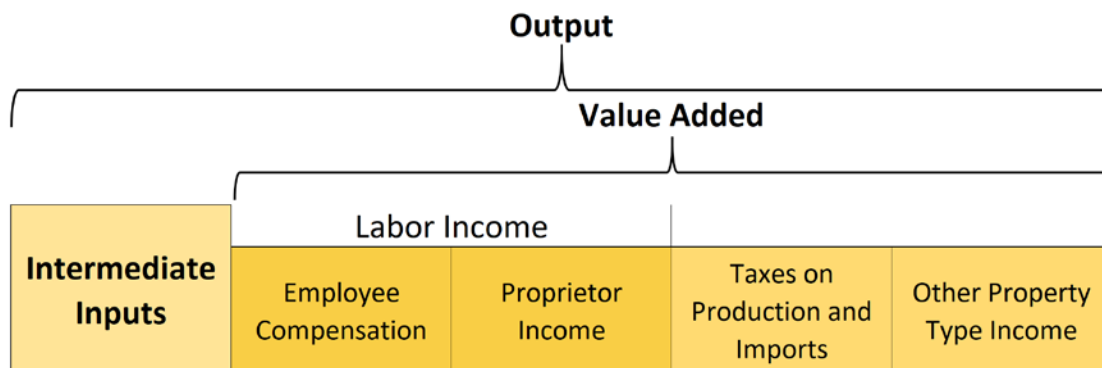 Output
Value Added
Labor Income
Intermediate
Inputs
Employee
Compensation
Proprietor
Income
Taxes on
Production and
Imports
Other Property
Type Income